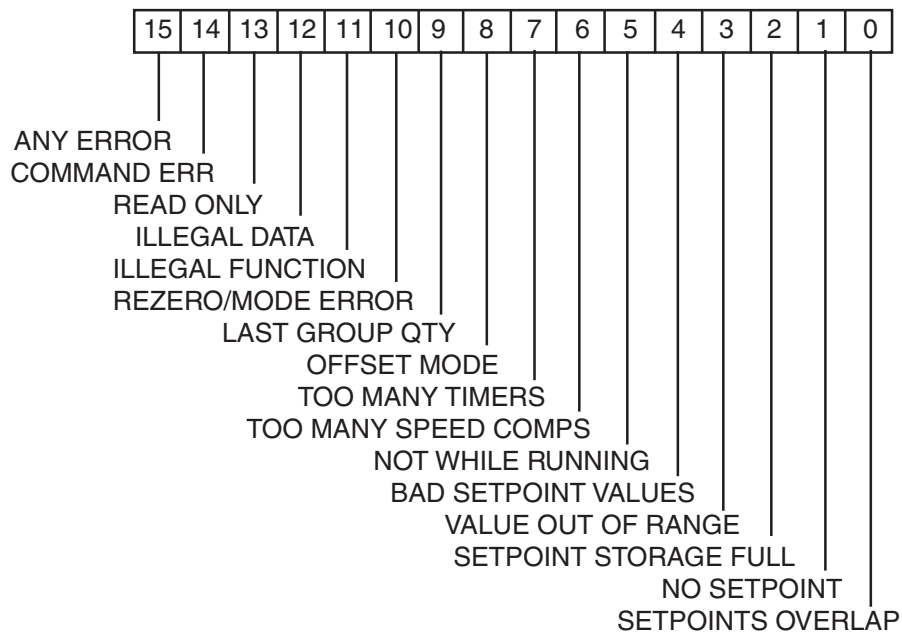 15 14 13 12 11 10 9 8 7 6 5 4 3 2 1 0
ANY ERROR
COMMAND ERR
READ ONLY
ILLEGAL DATA
ILLEGAL FUNCTION
REZERO/MODE ERROR
LAST GROUP QTY
OFFSET MODE
TOO MANY TIMERS
TOO MANY SPEED COMPS
NOT WHILE RUNNING
BAD SETPOINT VALUES
VALUE OUT OF RANGE
SETPOINT STORAGE FULL
NO SETPOINT
SETPOINTS OVERLAP